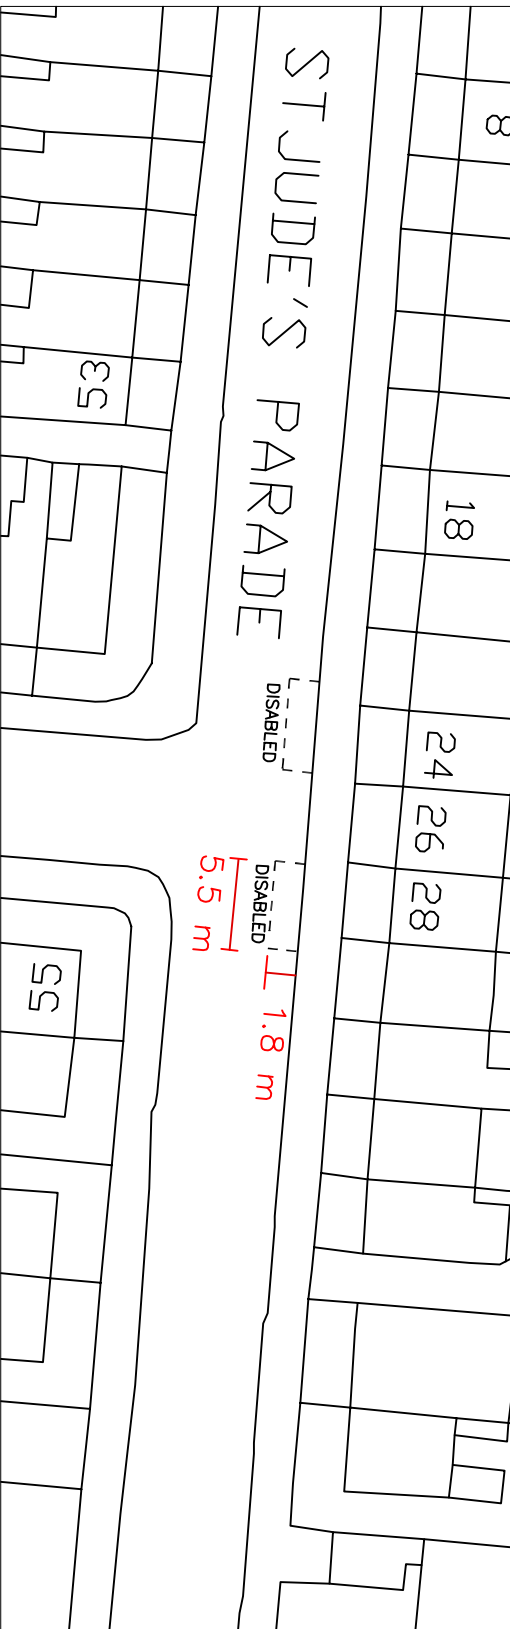 8
ST JUDE'S PARADE
53
18
24
26
28
DISABLED
DISABLED
5.5 m
1.8 m
55